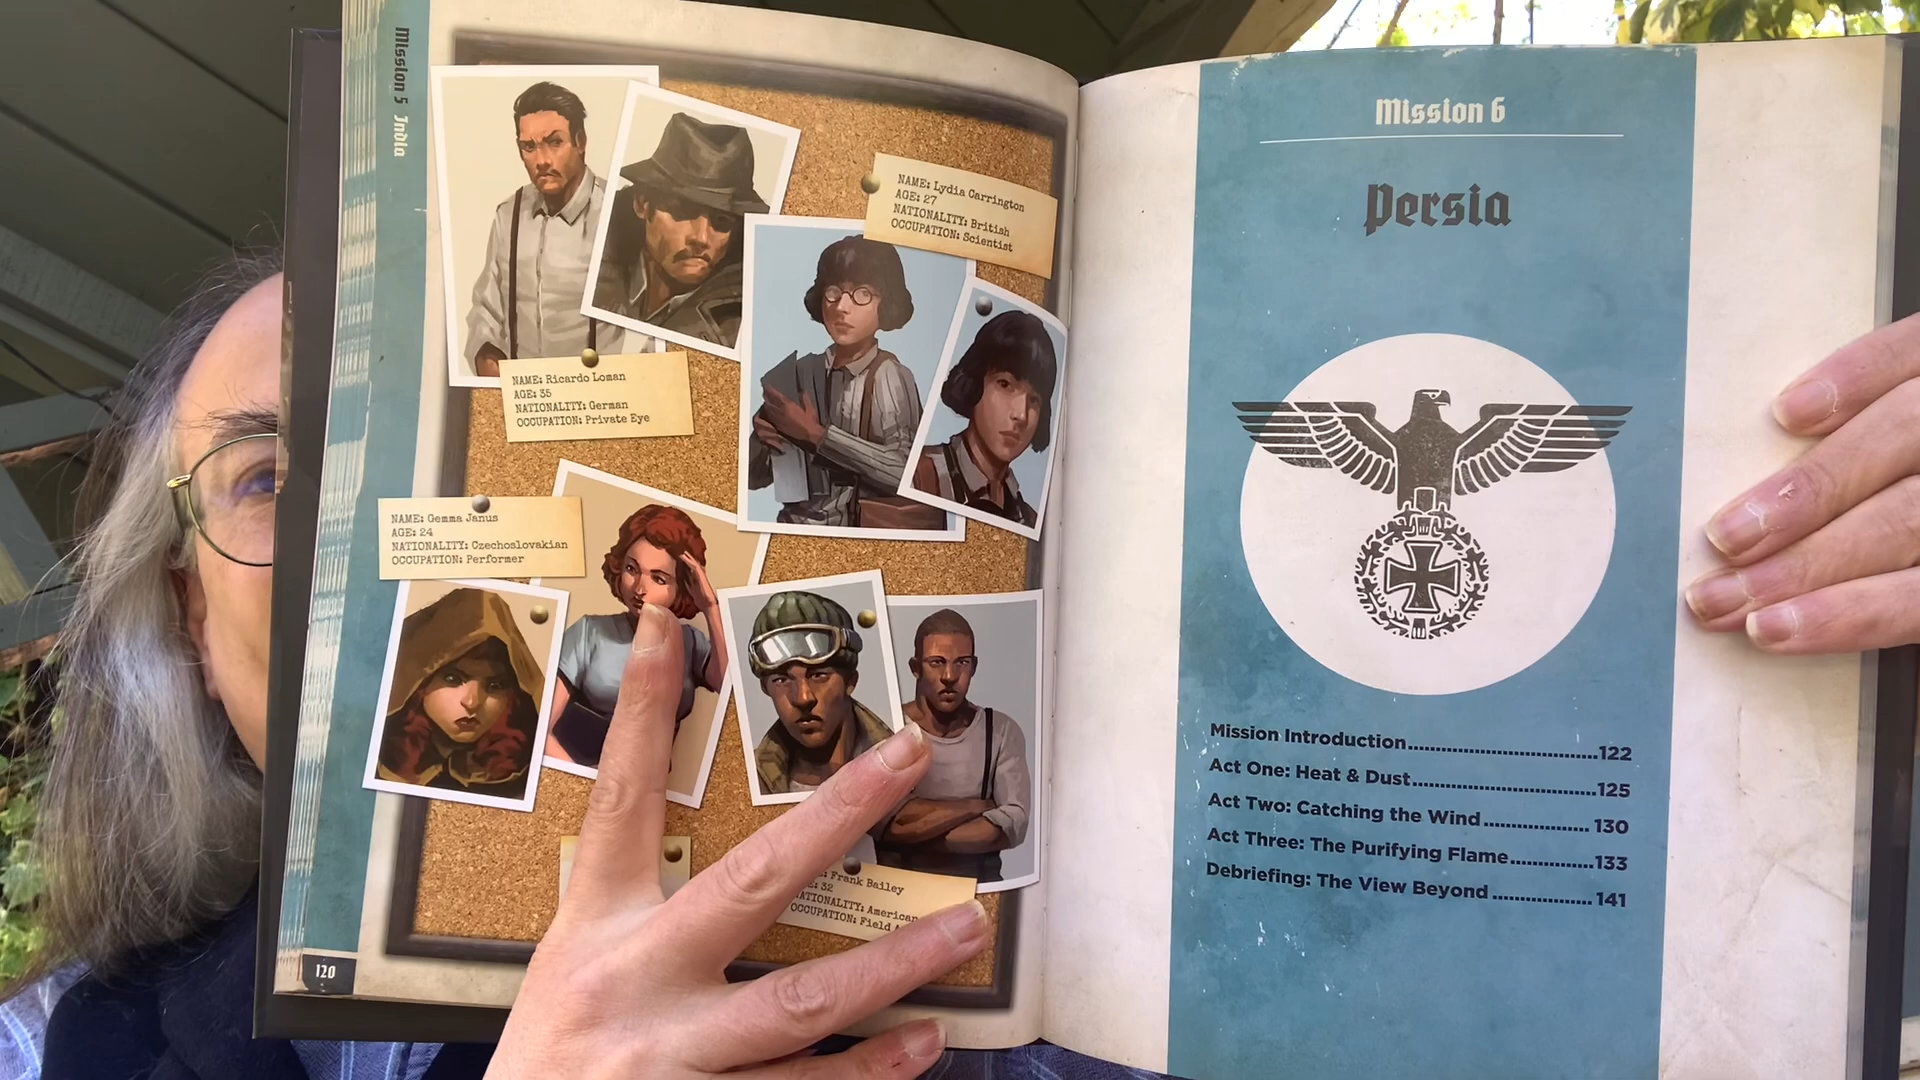 Mission 5 India
NAME: Ricardo Loman
AGE: 35
NATIONALITY: German
OCCUPATION: Private Eye
NAME: Lydia Carrington
AGE: 27
NATIONALITY: British
OCCUPATION: Scientist
NAME: Gemma Janus
AGE: 24
NATIONALITY: Czechoslovakian
OCCUPATION: Performer
Frank Bailey
32
NATIONALITY: American
OCCUPATION: Field
120
Mission 6
Persia
Mission Introduction..............................122
Act One: Heat & Dust.............................125
Act Two: Catching the Wind................ 130
Act Three: The Purifying Flame.............133
Debriefing: The View Beyond............... 141